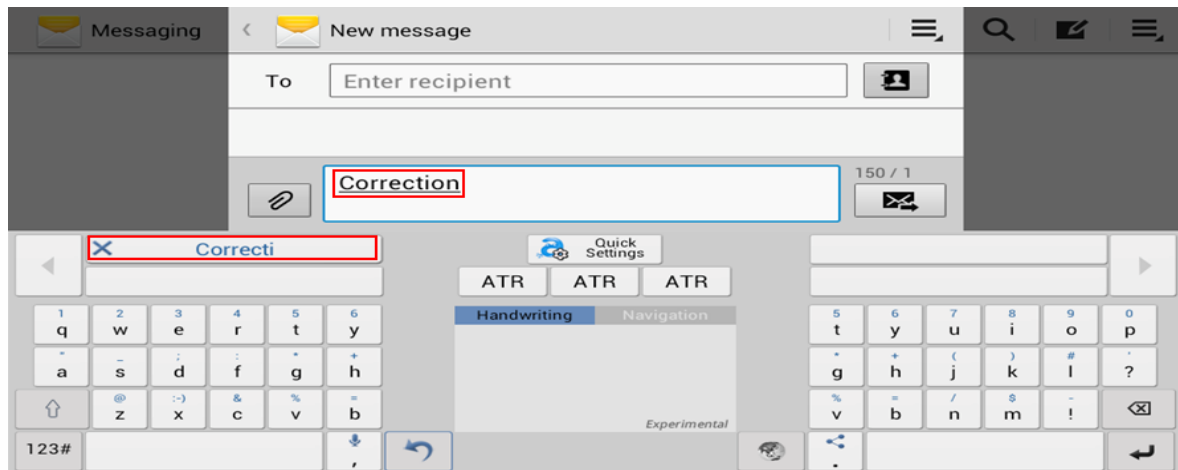 Messaging
New message
To
Enter recipient
150 / 1
Correction
Correcti
Quick
Settings
ATR ATR ATR
Handwriting Navigation
Experimental
1 2 3 4 5 6
q w e r t y
" _ ; : * +
a s d f g h
@ :-) & % =
z x c v b
123# ,
5 6 7 8 9 0
t y u i o p
* + ( ) # '
g h j k l ?
% = / $ -
v b n m !
.